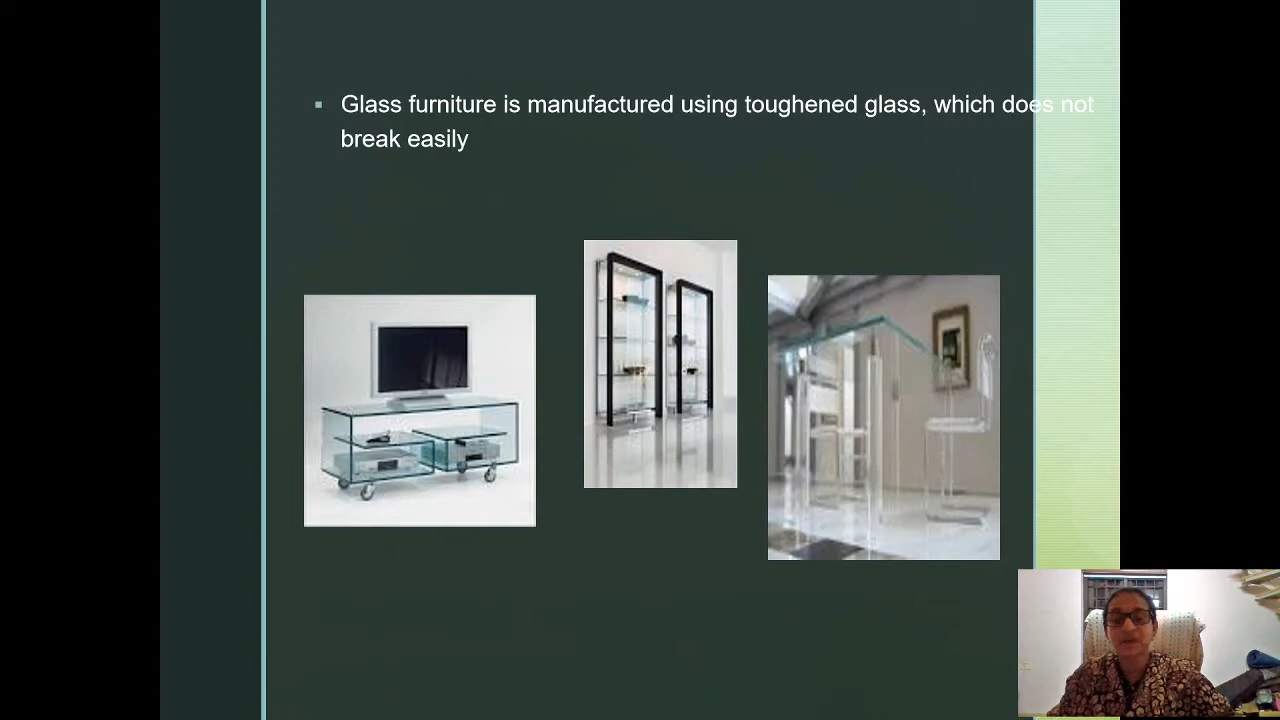 Glass furniture is manufactured using toughened glass, which does not
break easily